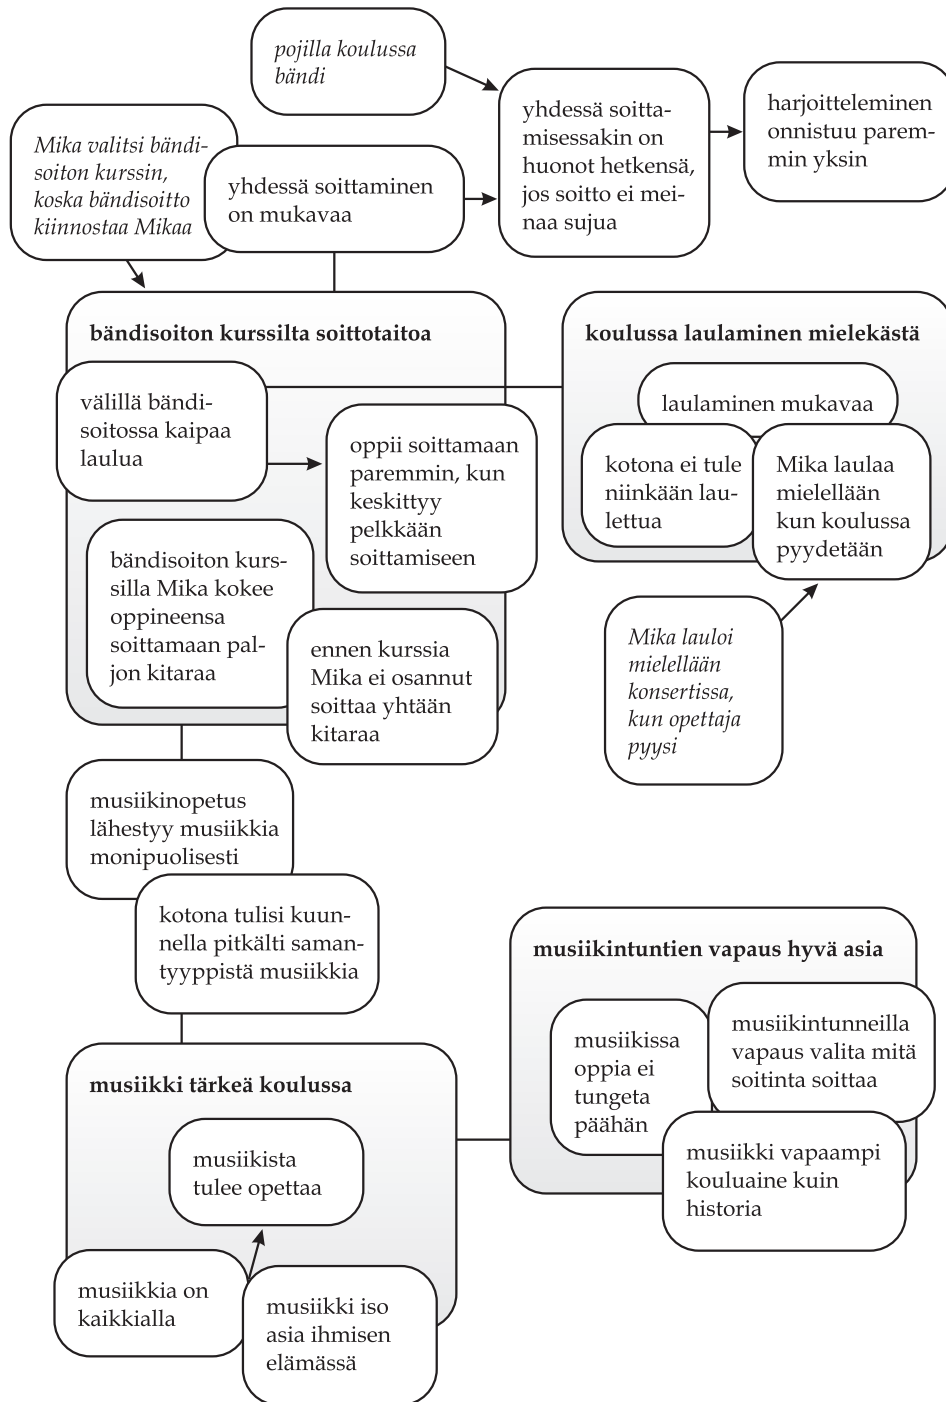 pojilla koulussa
bändi
yhdessä soitta-
misessakin on
huonot hetkensä,
jos soitto ei mei-
naa sujua
harjoitteleminen
onnistuu parem-
min yksin
Mika valitsi bändi-
soiton kurssin,
koska bändisoitto
kiinnostaa Mikaa
yhdessä soittaminen
on mukavaa
bändisoiton kurssilta soittotaitoa
välillä bändi-
soitossa kaipaa
laulua
oppii soittamaan
paremmin, kun
keskittyy
pelkkään
soittamiseen
bändisoiton kurs-
silla Mika kokee
oppineensa
soittamaan pal-
jon kitaraa
ennen kurssia
Mika ei osannut
soittaa yhtään
kitaraa
koulussa laulaminen mielekästä
laulaminen mukavaa
kotona ei tule
niinkään lau-
lettua
Mika laulaa
mielellään
kun koulussa
pyydetään
Mika lauloi
mielellään
konsertissa,
kun opettaja
pyysi
musiikinopetus
lähestyy musiikkia
monipuolisesti
kotona tulisi kuun-
nella pitkälti saman-
tyyppistä musiikkia
musiikki tärkeä koulussa
musiikista
tulee opettaa
musiikkia on
kaikkialla
musiikki iso
asia ihmisen
elämässä
musiikintuntien vapaus hyvä asia
musiikissa
oppia ei
tungeta
päähän
musiikintunneilla
vapaus valita mitä
soitinta soittaa
musiikki vapaampi
kouluaine kuin
historia